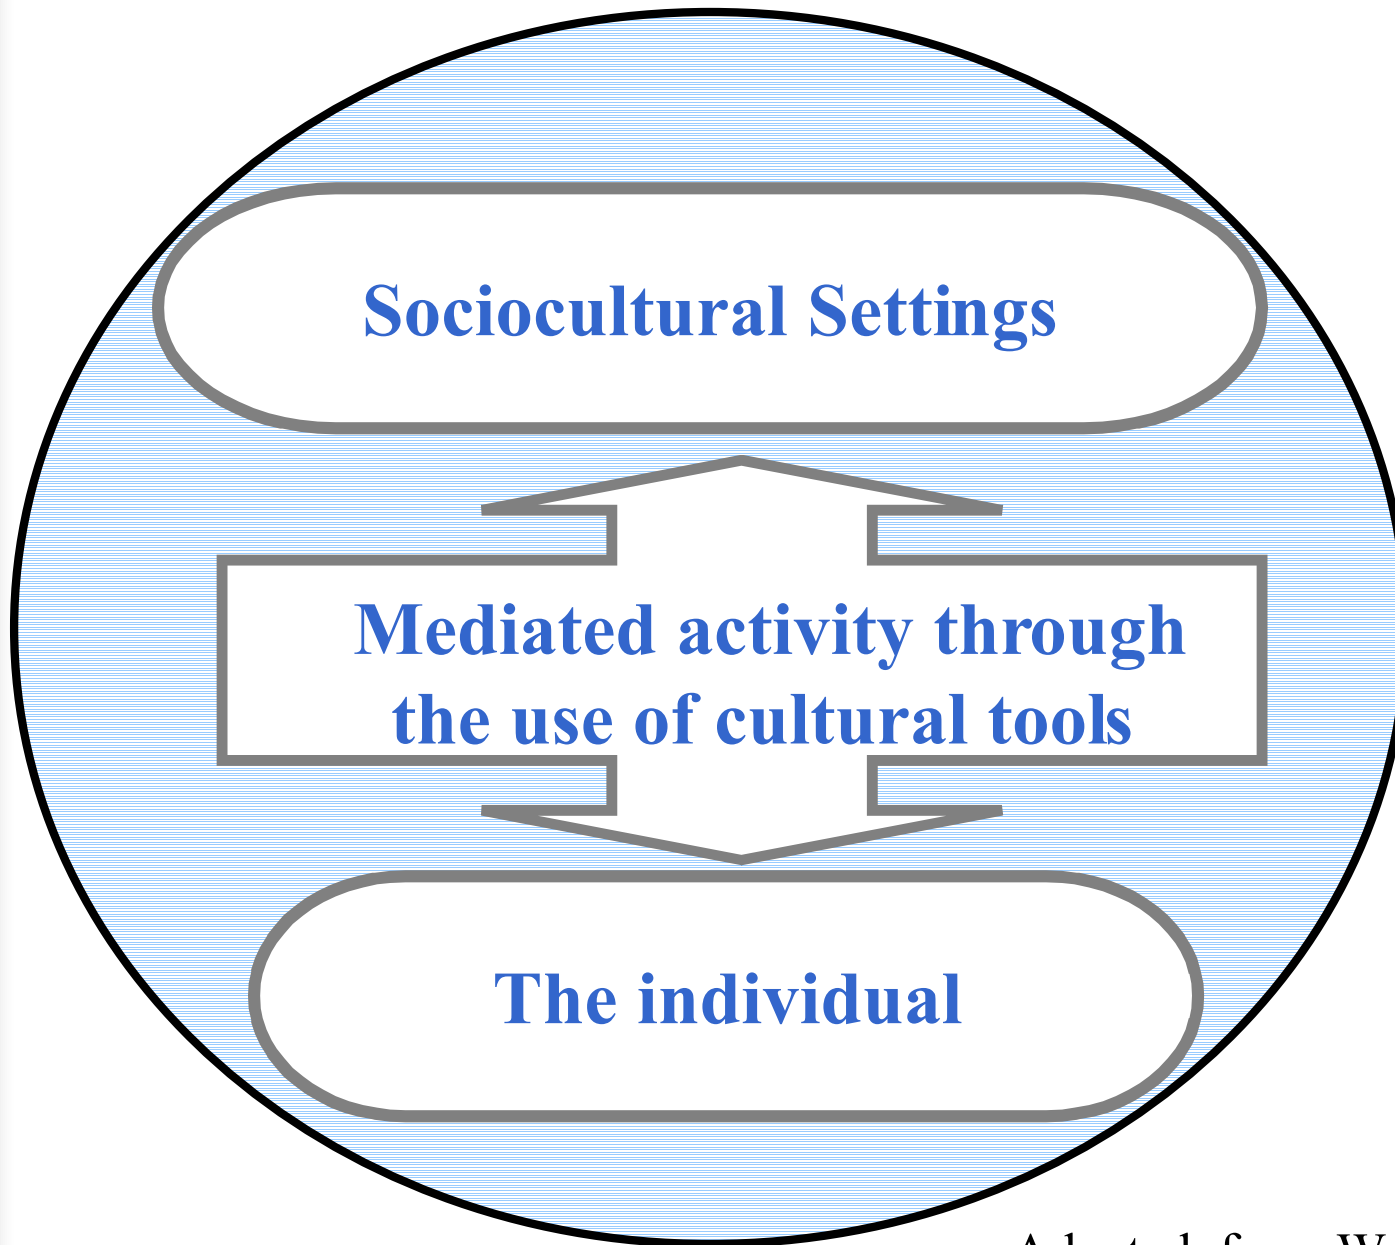 Sociocultural Settings
Mediated activity through
the use of cultural tools
The individual